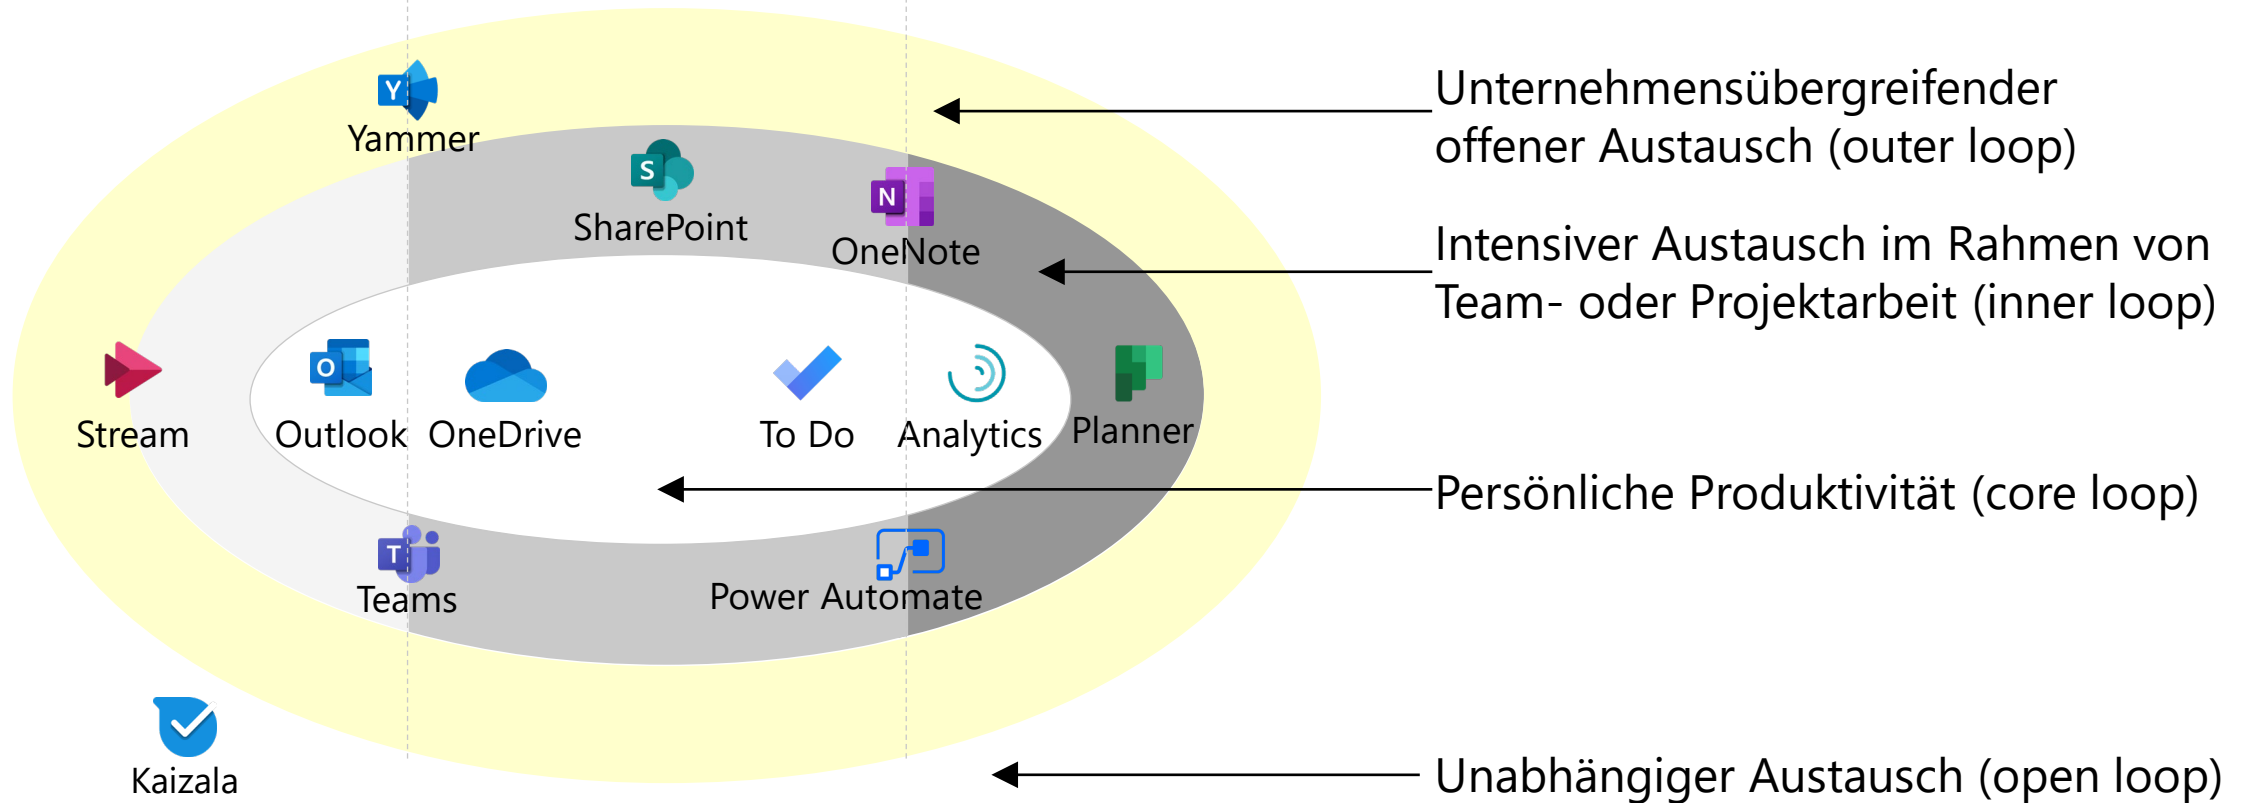 Y
Yammer
S
SharePoint
N
OneNote
Unternehmensübergreifender
offener Austausch (outer loop)
Intensiver Austausch im Rahmen von
Team- oder Projektarbeit (inner loop)
Stream
O
Outlook
OneDrive
To Do
Analytics
Planner
Persönliche Produktivität (core loop)
T
Teams
Power Automate
Kaizala
Unabhängiger Austausch (open loop)